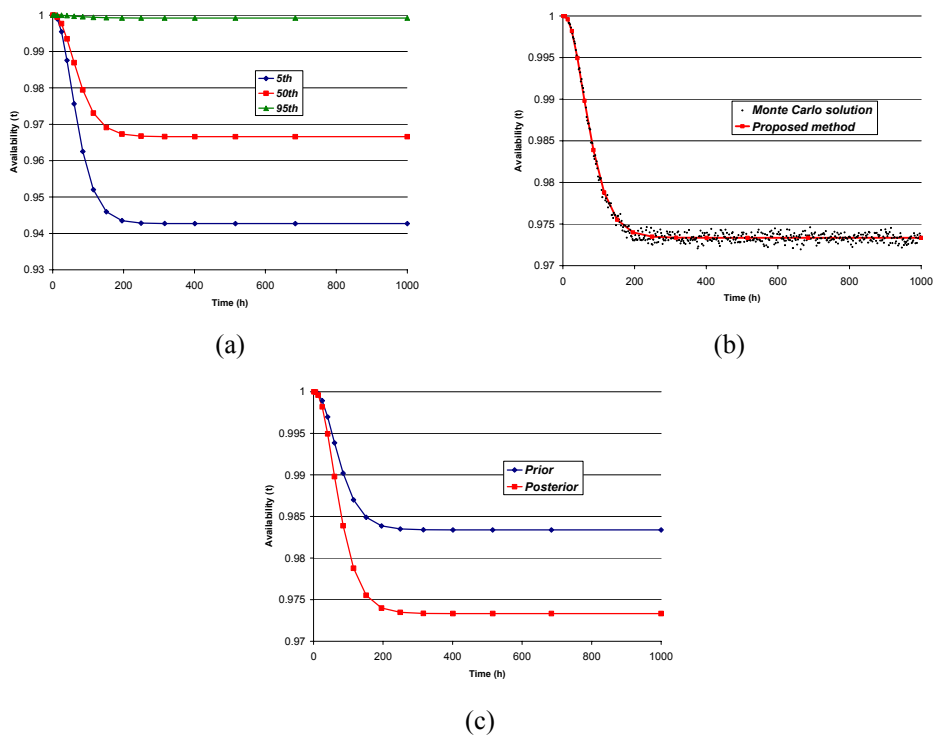 1
0.99
0.98
0.97
0.96
0.95
0.94
0.93
Availability (t)
5th
50th
95th
0 200 400 600 800 1000
Time (h)
(a)
1
0.995
0.99
0.985
0.98
0.975
0.97
Availability (t)
Monte Carlo solution
Proposed method
0 200 400 600 800 1000
Time (h)
(b)
1
0.995
0.99
0.985
0.98
0.975
0.97
Availability (t)
Prior
Posterior
0 200 400 600 800 1000
Time (h)
(c)